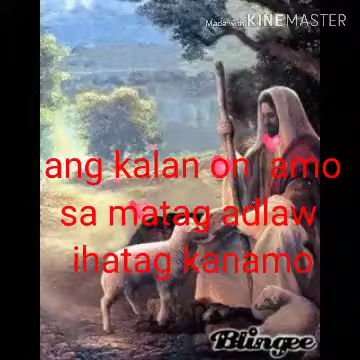 Made with KINEMASTER
ang kalan on amo
sa matag adlaw
ihatag kanamo
Blingee